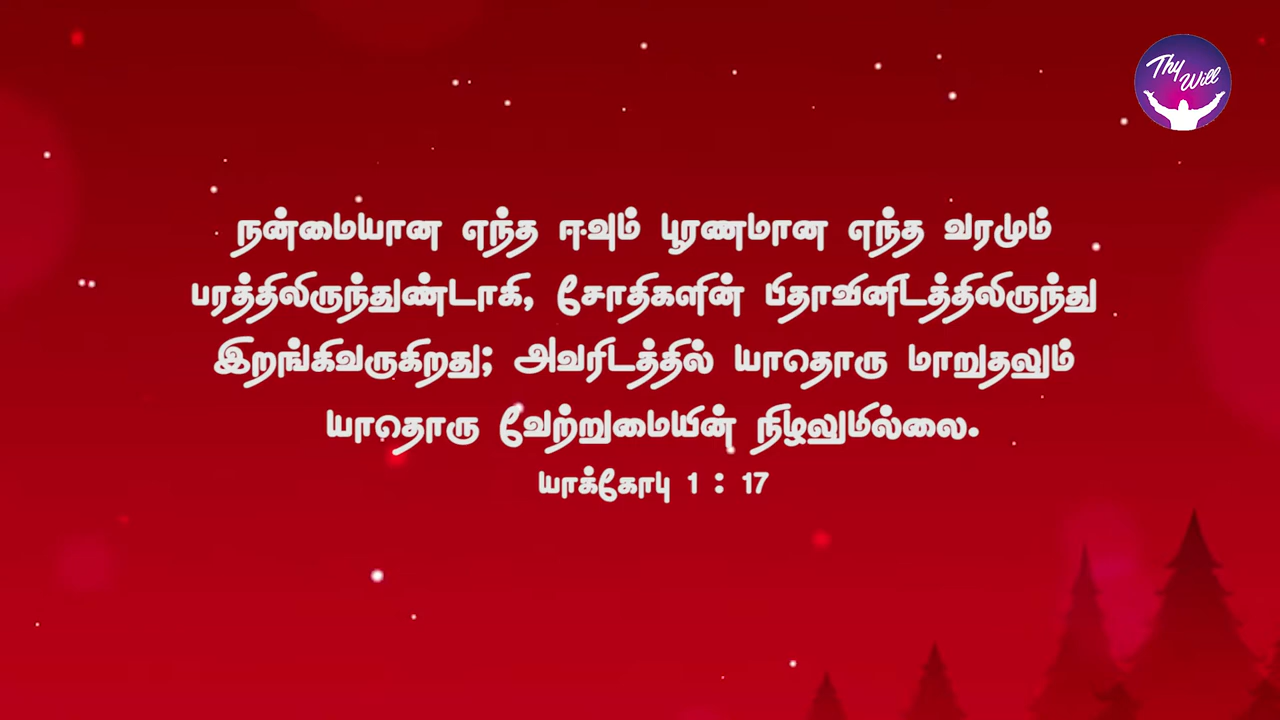 Thy Will
நன்மையான எந்த ஈவும் பூரணமான எந்த வரமும்
பரத்திலிருந்துண்டாகி, சோதிகளின் பிதாவினிடத்திலிருந்து
இறங்கிவருகிறது; அவரிடத்தில் யாதொரு மாறுதலும்
யாதொரு வேற்றுமையின் நிழலுமில்லை.
யாக்கோபு 1 : 17